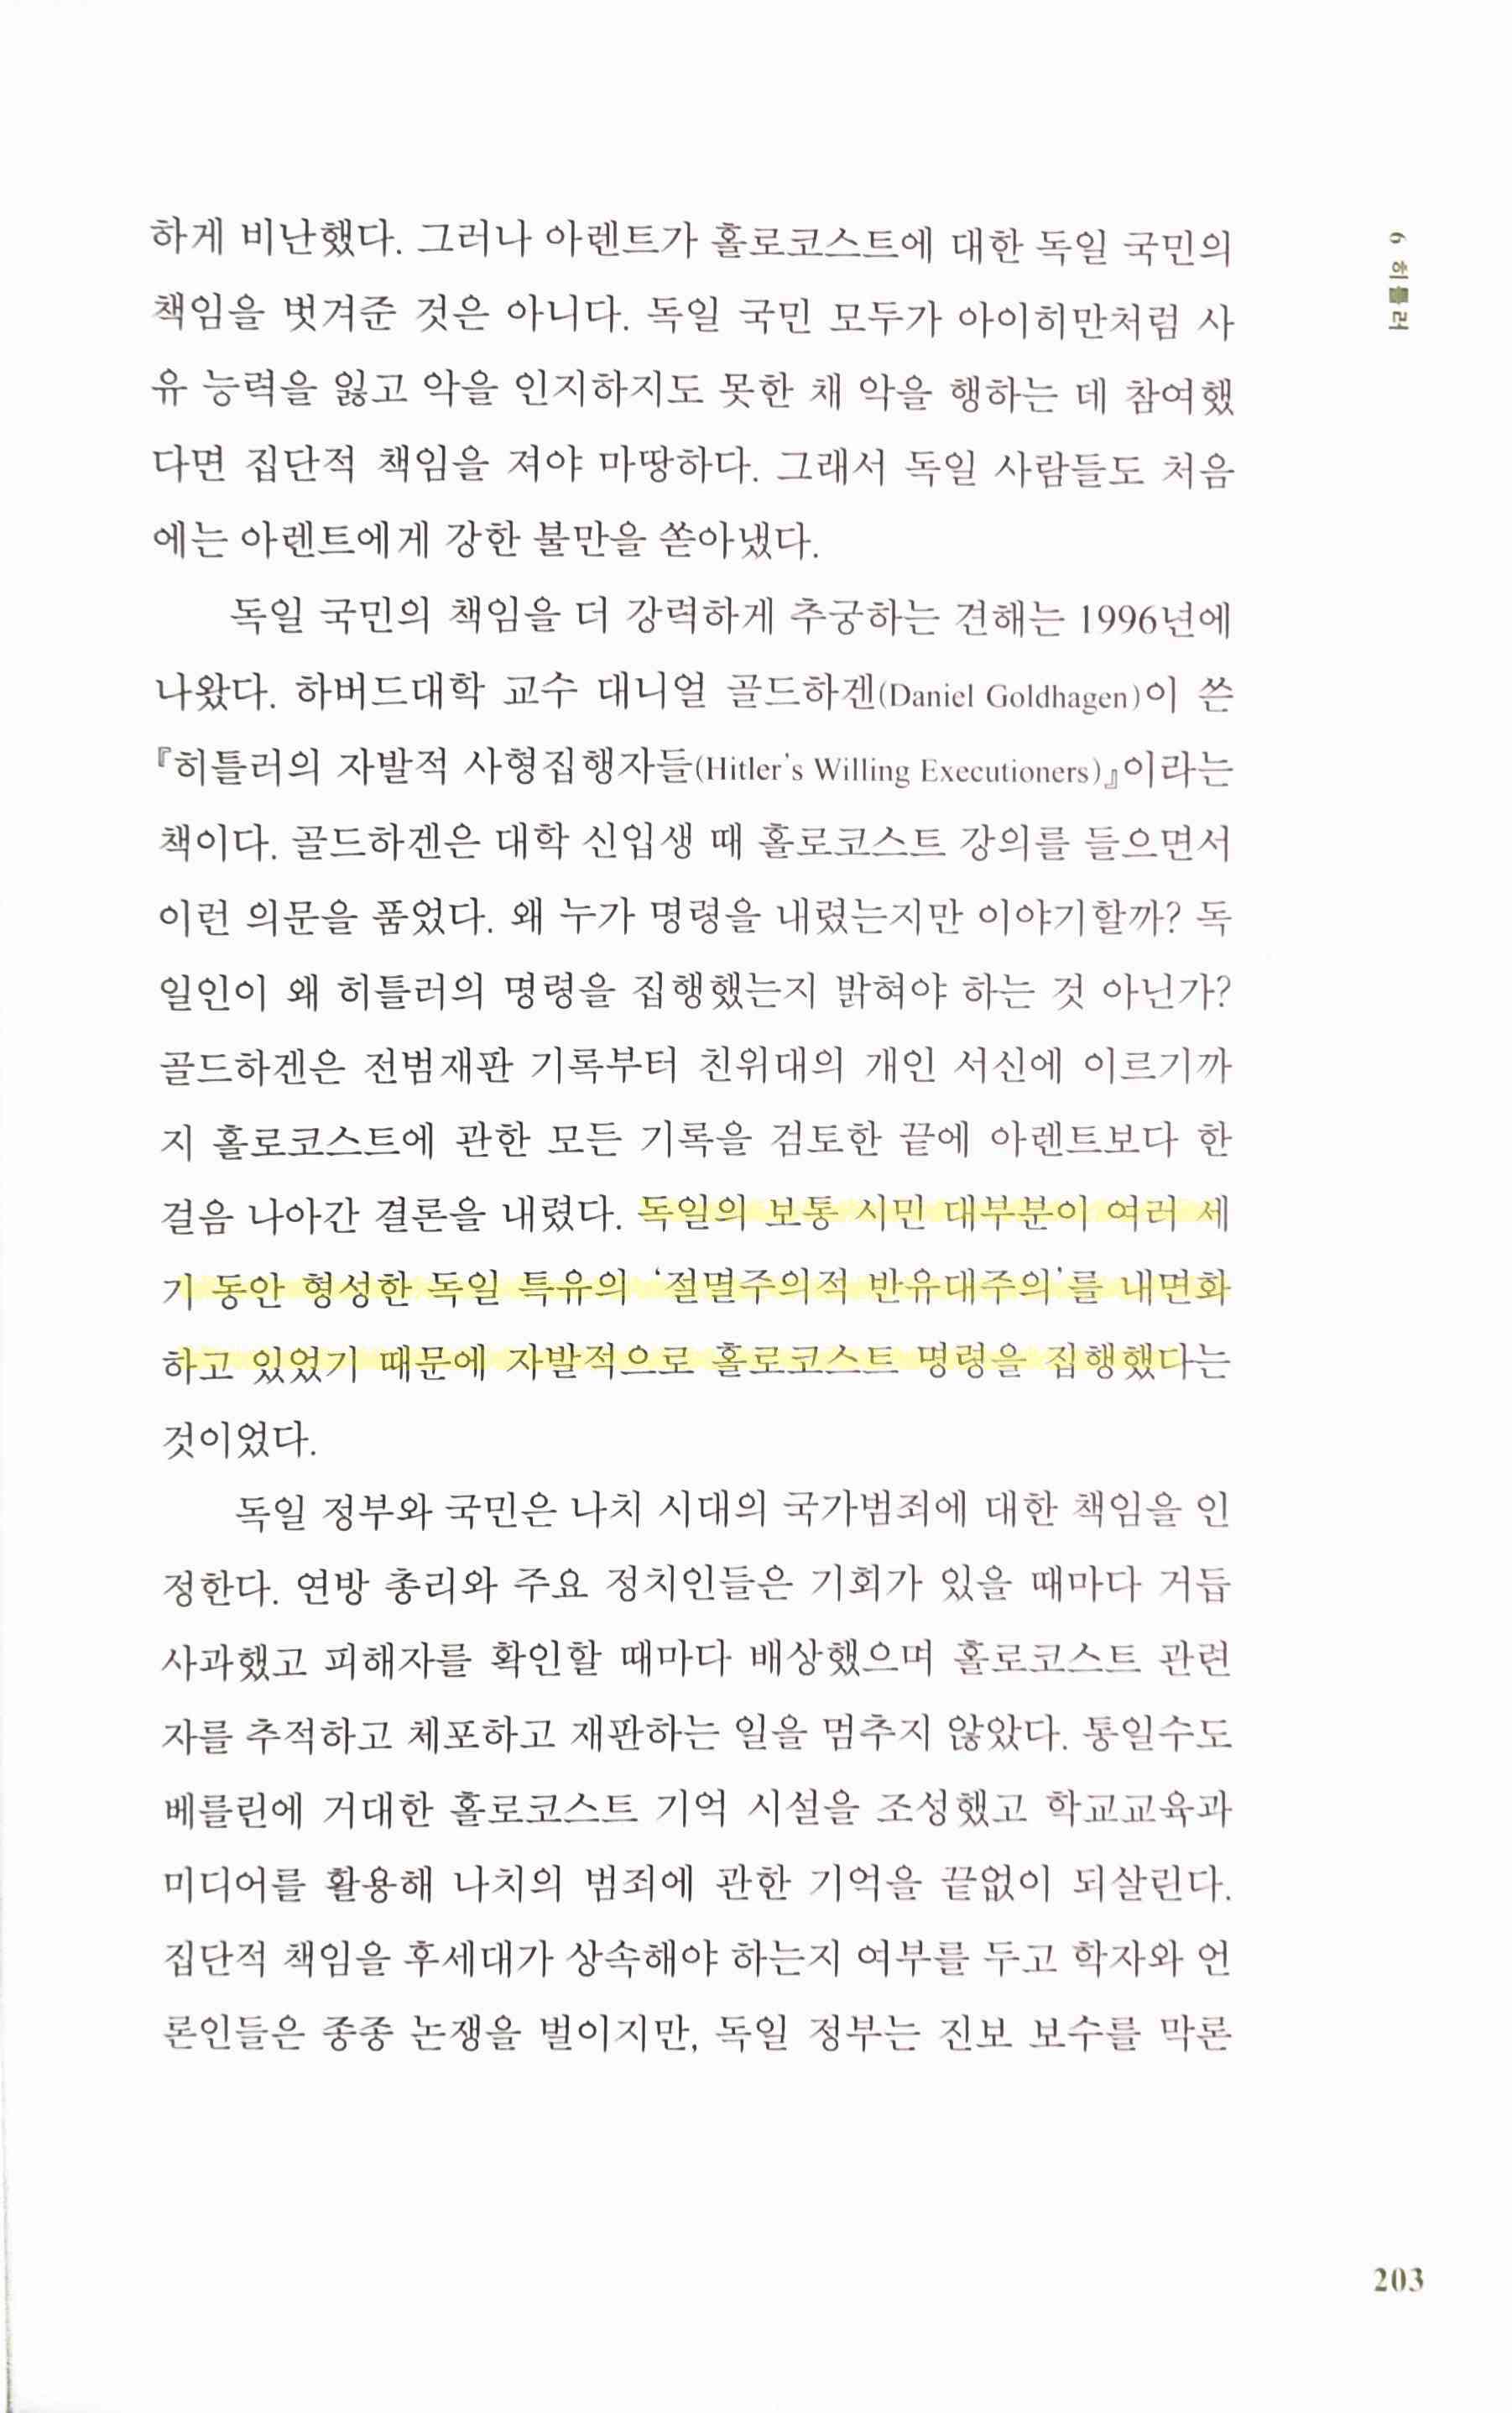 하게 비난했다. 그러나 아렌트가 홀로코스트에 대한 독일 국민의
책임을 벗겨준 것은 아니다. 독일 국민 모두가 아이히만처럼 사
유 능력을 잃고 악을 인지하지도 못한 채 악을 행하는 데 참여했
다면 집단적 책임을 져야 마땅하다. 그래서 독일 사람들도 처음
에는 아렌트에게 강한 불만을 쏟아냈다.
독일 국민의 책임을 더 강력하게 추궁하는 견해는 1996년에
나왔다. 하버드대학 교수 대니얼 골드하겐(Daniel Goldhagen)이 쓴
『히틀러의 자발적 사형집행자들(Hitler's Willing Executioners)』이라는
책이다. 골드하겐은 대학 신입생 때 홀로코스트 강의를 들으면서
이런 의문을 품었다. 왜 누가 명령을 내렸는지만 이야기할까? 독
일인이 왜 히틀러의 명령을 집행했는지 밝혀야 하는 것 아닌가?
골드하겐은 전범재판 기록부터 친위대의 개인 서신에 이르기까
지 홀로코스트에 관한 모든 기록을 검토한 끝에 아렌트보다 한
걸음 나아간 결론을 내렸다. 독일의 보통 시민 대부분이 여러 세
기 동안 형성한 독일 특유의 ‘절멸주의적 반유대주의’를 내면화
하고 있었기 때문에 자발적으로 홀로코스트 명령을 집행했다는
것이었다.
독일 정부와 국민은 나치 시대의 국가범죄에 대한 책임을 인
정한다. 연방 총리와 주요 정치인들은 기회가 있을 때마다 거듭
사과했고 피해자를 확인할 때마다 배상했으며 홀로코스트 관련
자를 추적하고 체포하고 재판하는 일을 멈추지 않았다. 통일수도
베를린에 거대한 홀로코스트 기억 시설을 조성했고 학교교육과
미디어를 활용해 나치의 범죄에 관한 기억을 끝없이 되살린다.
집단적 책임을 후세대가 상속해야 하는지 여부를 두고 학자와 언
론인들은 종종 논쟁을 벌이지만, 독일 정부는 진보 보수를 막론
6 히틀러
203